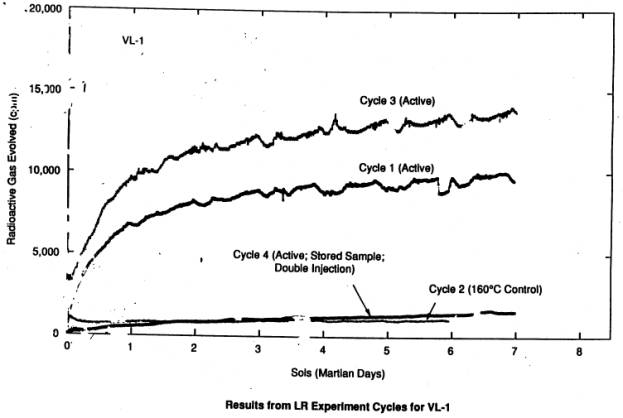 20,000
VL-1
15,000
Cycle 3 (Active)
10,000
Cycle 1 (Active)
Radioactive Gas Evolved (cpm)
5,000
Cycle 4 (Active; Stored Sample;
Double Injection)
Cycle 2 (160°C Control)
0
0 1 2 3 4 5 6 7 8
Sols (Martian Days)
Results from LR Experiment Cycles for VL-1